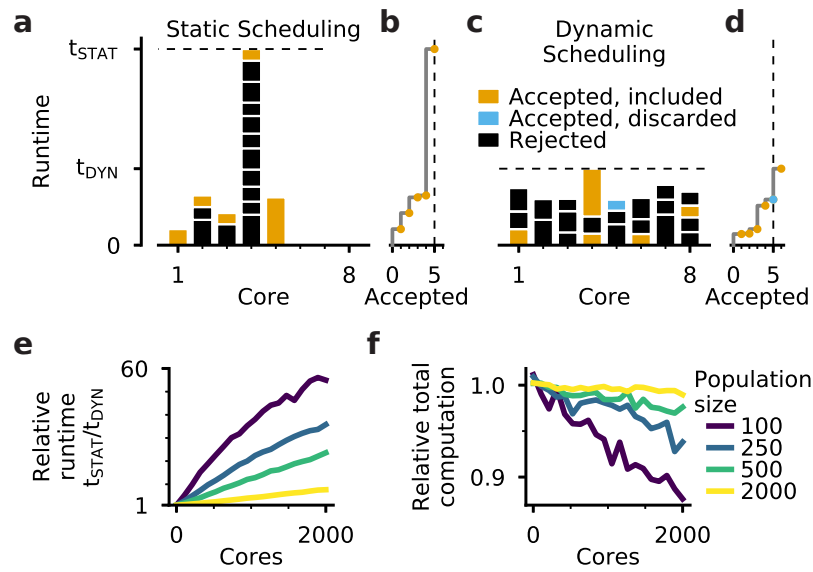 a
Static Scheduling
b
c
Dynamic
Scheduling
d
tSTAT
Runtime
tDYN
0
Accepted, included
Accepted, discarded
Rejected
1
8
Core
0
5
Accepted
1
8
Core
0
5
Accepted
e
f
Relative
runtime
tSTAT/tDYN
60
1
0
2000
Cores
Relative total
computation
1.0
0.9
0
2000
Cores
Population
size
100
250
500
2000